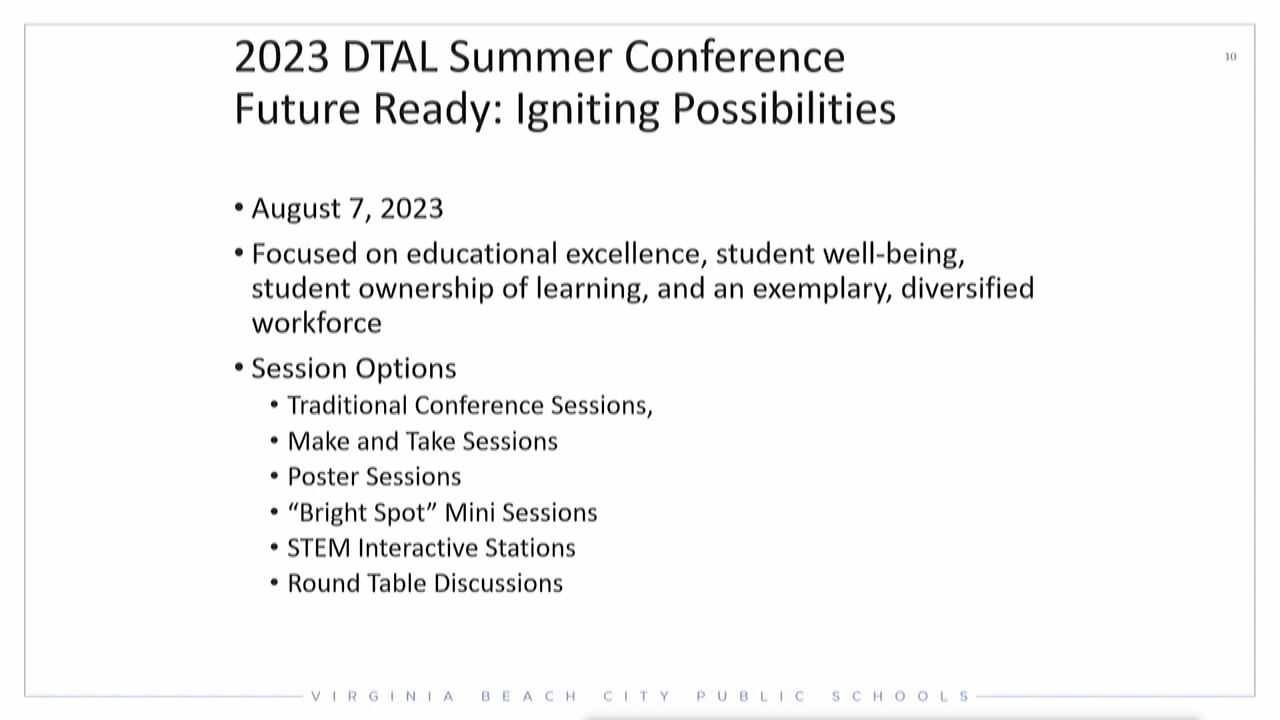 2023 DTAL Summer Conference
Future Ready: Igniting Possibilities
10
• August 7, 2023
• Focused on educational excellence, student well-being,
student ownership of learning, and an exemplary, diversified
workforce
• Session Options
• Traditional Conference Sessions,
• Make and Take Sessions
• Poster Sessions
• “Bright Spot” Mini Sessions
• STEM Interactive Stations
• Round Table Discussions
VIRGINIA BEACH CITY PUBLIC SCHOOLS